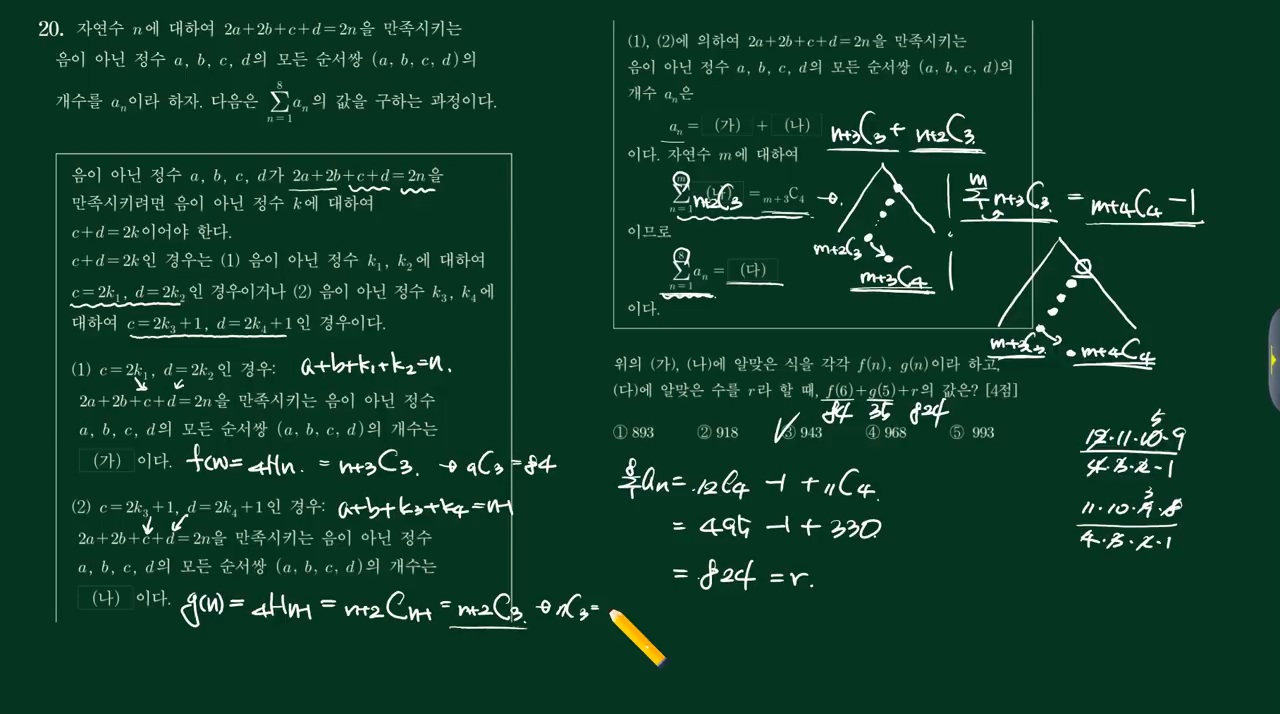 20. 자연수 n에 대하여 2a+2b+c+d=2n을 만족시키는
음이 아닌 정수 a, b, c, d의 모든 순서쌍 (a, b, c, d)의
개수를 aₙ이라 하자. 다음은 ∑_{n=1}^{8} aₙ의 값을 구하는 과정이다.
음이 아닌 정수 a, b, c, d가 2a+2b+c+d=2n을
만족시키려면 음이 아닌 정수 k에 대하여
c+d=2k이어야 한다.
c+d=2k인 경우는 (1) 음이 아닌 정수 k₁, k₂에 대하여
c=2k₁, d=2k₂인 경우이거나 (2) 음이 아닌 정수 k₃, k₄에
대하여 c=2k₃+1, d=2k₄+1인 경우이다.
(1) c=2k₁, d=2k₂인 경우: a+b+k₁+k₂=n.
2a+2b+c+d=2n을 만족시키는 음이 아닌 정수
a, b, c, d의 모든 순서쌍 (a, b, c, d)의 개수는
(가) 이다. f(n)=₄Hₙ = ₙ₊₃C₃. → ₉C₃=84
(2) c=2k₃+1, d=2k₄+1인 경우: a+b+k₃+k₄=n-1
2a+2b+c+d=2n을 만족시키는 음이 아닌 정수
a, b, c, d의 모든 순서쌍 (a, b, c, d)의 개수는
(나) 이다. g(n)=₄Hₙ₋₁ = ₙ₊₂Cₙ₋₁ = ₙ₊₂C₃. → ₇C₃=
(1), (2)에 의하여 2a+2b+c+d=2n을 만족시키는
음이 아닌 정수 a, b, c, d의 모든 순서쌍 (a, b, c, d)의
개수 aₙ은
aₙ= (가) + (나) ₙ₊₃C₃ + ₙ₊₂C₃.
이다. 자연수 m에 대하여
∑_{n=1}^{m} ₙ₊₂C₃ = ₘ₊₃C₄ →
ₘ₊₂C₃
ₘ₊₃C₄
∑_{1}^{m} ₙ₊₃C₃ = ₘ₊₄C₄ -1
ₘ₊₃C₃
ₘ₊₄C₄
이므로
∑_{n=1}^{8} aₙ= (다)
이다.
위의 (가), (나)에 알맞은 식을 각각 f(n), g(n)이라 하고,
(다)에 알맞은 수를 r라 할 때, f(6)+g(5)+r의 값은? [4점]
84 35 824
① 893 ② 918 ③ 943 ④ 968 ⑤ 993
∑_{1}^{8} aₙ= ₁₂C₄ -1 + ₁₁C₄
= 495 -1 + 330
= 824 = r.
5
12·11·10·9
4·3·2·1
3
11·10·9·8
4·3·2·1